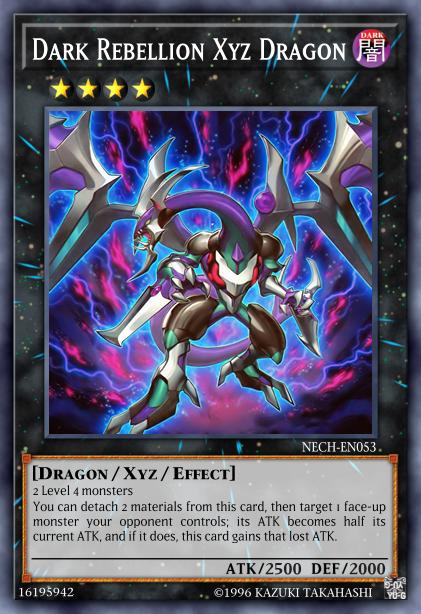 DARK REBELLION XYZ DRAGON
DARK
闇
NECH-EN053
[DRAGON / XYZ / EFFECT]
2 Level 4 monsters
You can detach 2 materials from this card, then target 1 face-up
monster your opponent controls; its ATK becomes half its
current ATK, and if it does, this card gains that lost ATK.
ATK/2500 DEF/2000
16195942
©1996 KAZUKI TAKAHASHI